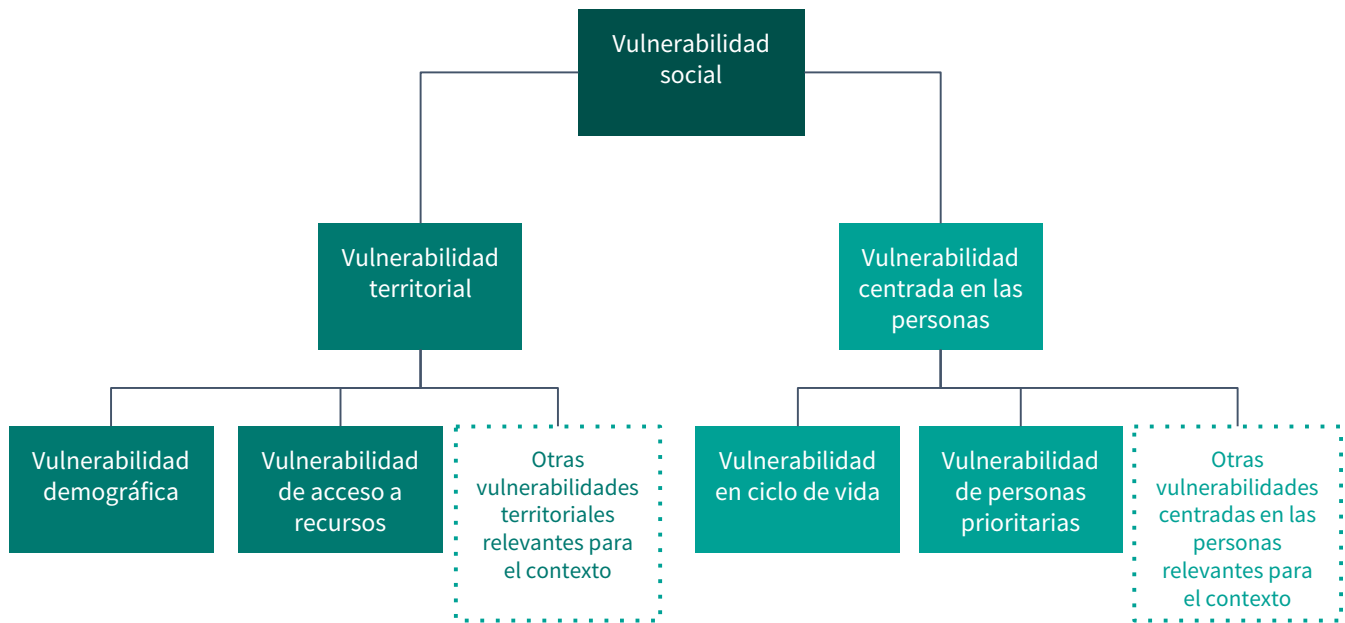 Vulnerabilidad
social
Vulnerabilidad
territorial
Vulnerabilidad
centrada en las
personas
Vulnerabilidad
demográfica
Vulnerabilidad
de acceso a
recursos
Otras
vulnerabilidades
territoriales
relevantes para
el contexto
Vulnerabilidad
en ciclo de vida
Vulnerabilidad
de personas
prioritarias
Otras
vulnerabilidades
centradas en las
personas
relevantes para
el contexto